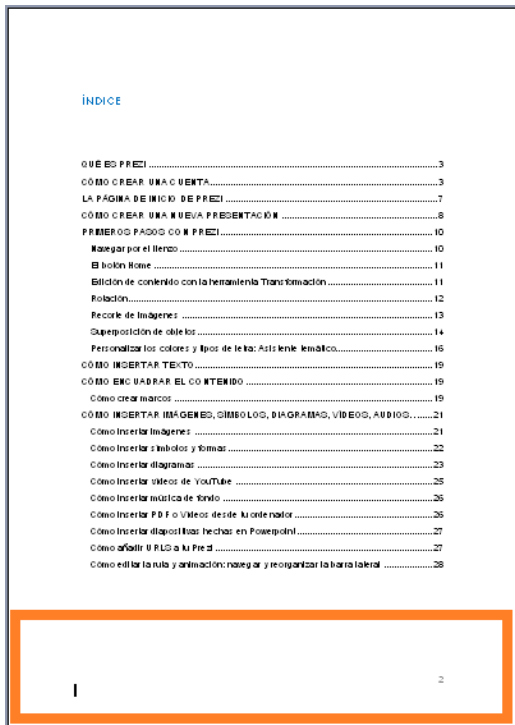 ÍNDICE
QUÉ ES PREZI ........ 3
CÓMO CREAR UNA CUENTA ........ 3
LA PÁGINA DE INICIO DE PREZI ........ 7
CÓMO CREAR UNA NUEVA PRESENTACIÓN ........ 8
PRIMEROS PASOS CON PREZI ........ 10
Navegar por el lienzo ........ 10
El botón Home ........ 11
Edición de contenido con la herramienta Transformación ........ 11
Rotación ........ 12
Recorte de Imágenes ........ 13
Superposición de objetos ........ 14
Personalizar los colores y tipos de letra: Asistente temático ........ 16
CÓMO INSERTAR TEXTO ........ 19
CÓMO ENCUADRAR EL CONTENIDO ........ 19
Cómo crear marcos ........ 19
CÓMO INSERTAR IMÁGENES, SÍMBOLOS, DIAGRAMAS, VÍDEOS, AUDIOS ........ 21
Cómo insertar imágenes ........ 21
Cómo insertar símbolos y formas ........ 22
Cómo insertar diagramas ........ 23
Cómo insertar vídeos de YouTube ........ 25
Cómo insertar música de fondo ........ 26
Cómo insertar PDF o Vídeos desde tu ordenador ........ 26
Cómo insertar diapositivas hechas en Powerpoint ........ 27
Cómo añadir URLS a tu Prezi ........ 27
Cómo editar la ruta y animación: navegar y reorganizar la barra lateral ........ 28
2